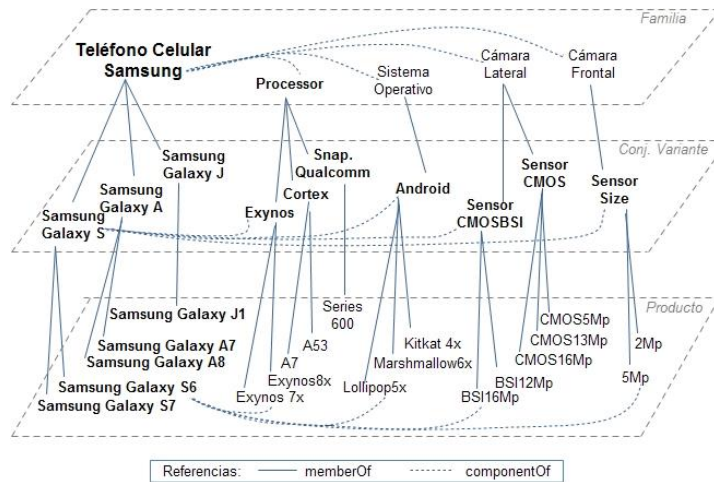 Familia
Teléfono Celular
Samsung
Processor
Sistema
Operativo
Cámara
Lateral
Cámara
Frontal
Conj. Variante
Samsung
Galaxy J
Samsung
Galaxy A
Samsung
Galaxy S
Snap.
Qualcomm
Cortex
Exynos
Android
Sensor
CMOS
Sensor
CMOSBSI
Sensor
Size
Producto
Samsung Galaxy J1
Samsung Galaxy A7
Samsung Galaxy A8
Samsung Galaxy S6
Samsung Galaxy S7
Series
600
A53
A7
Exynos8x
Exynos 7x
Kitkat 4x
Marshmallow6x
Lollipop5x
CMOS5Mp
CMOS13Mp
CMOS16Mp
BSI12Mp
BSI16Mp
2Mp
5Mp
Referencias: memberOf componentOf